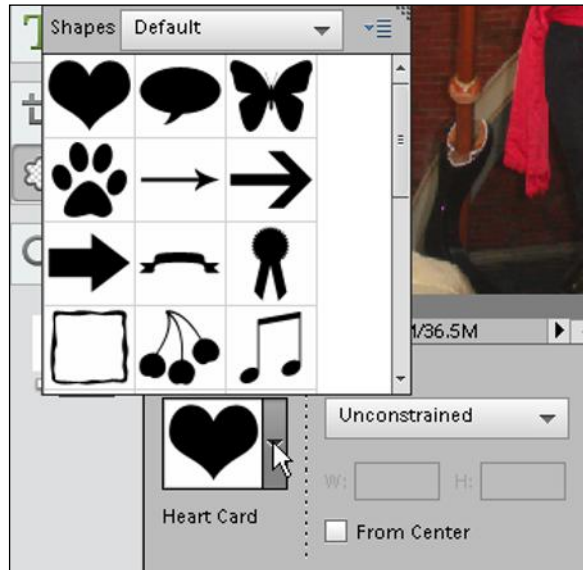 Shapes Default
/36.5M
Unconstrained
W: H:
Heart Card
From Center